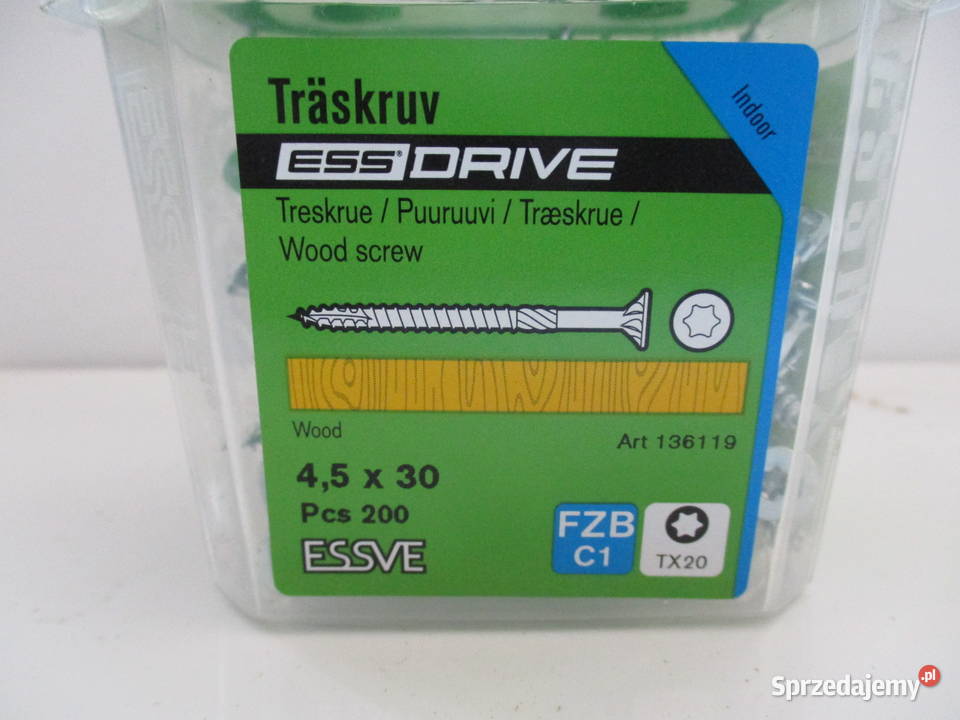 Träskruv
Indoor
ESS® DRIVE
Treskrue / Puuruuvi / Træskrue /
Wood screw
Wood
Art 136119
4,5 x 30
Pcs 200
ESSVE
FZB
C1
TX20
ESSVE
Sprzedajemy.pl